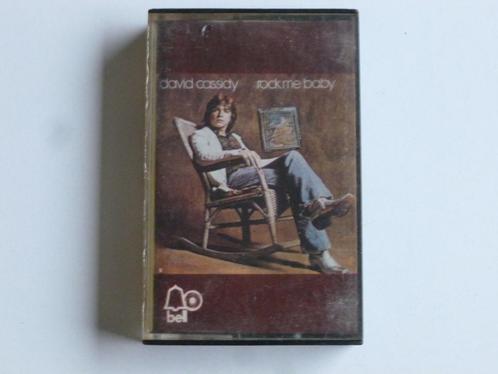 david cassidy rock me baby
bell